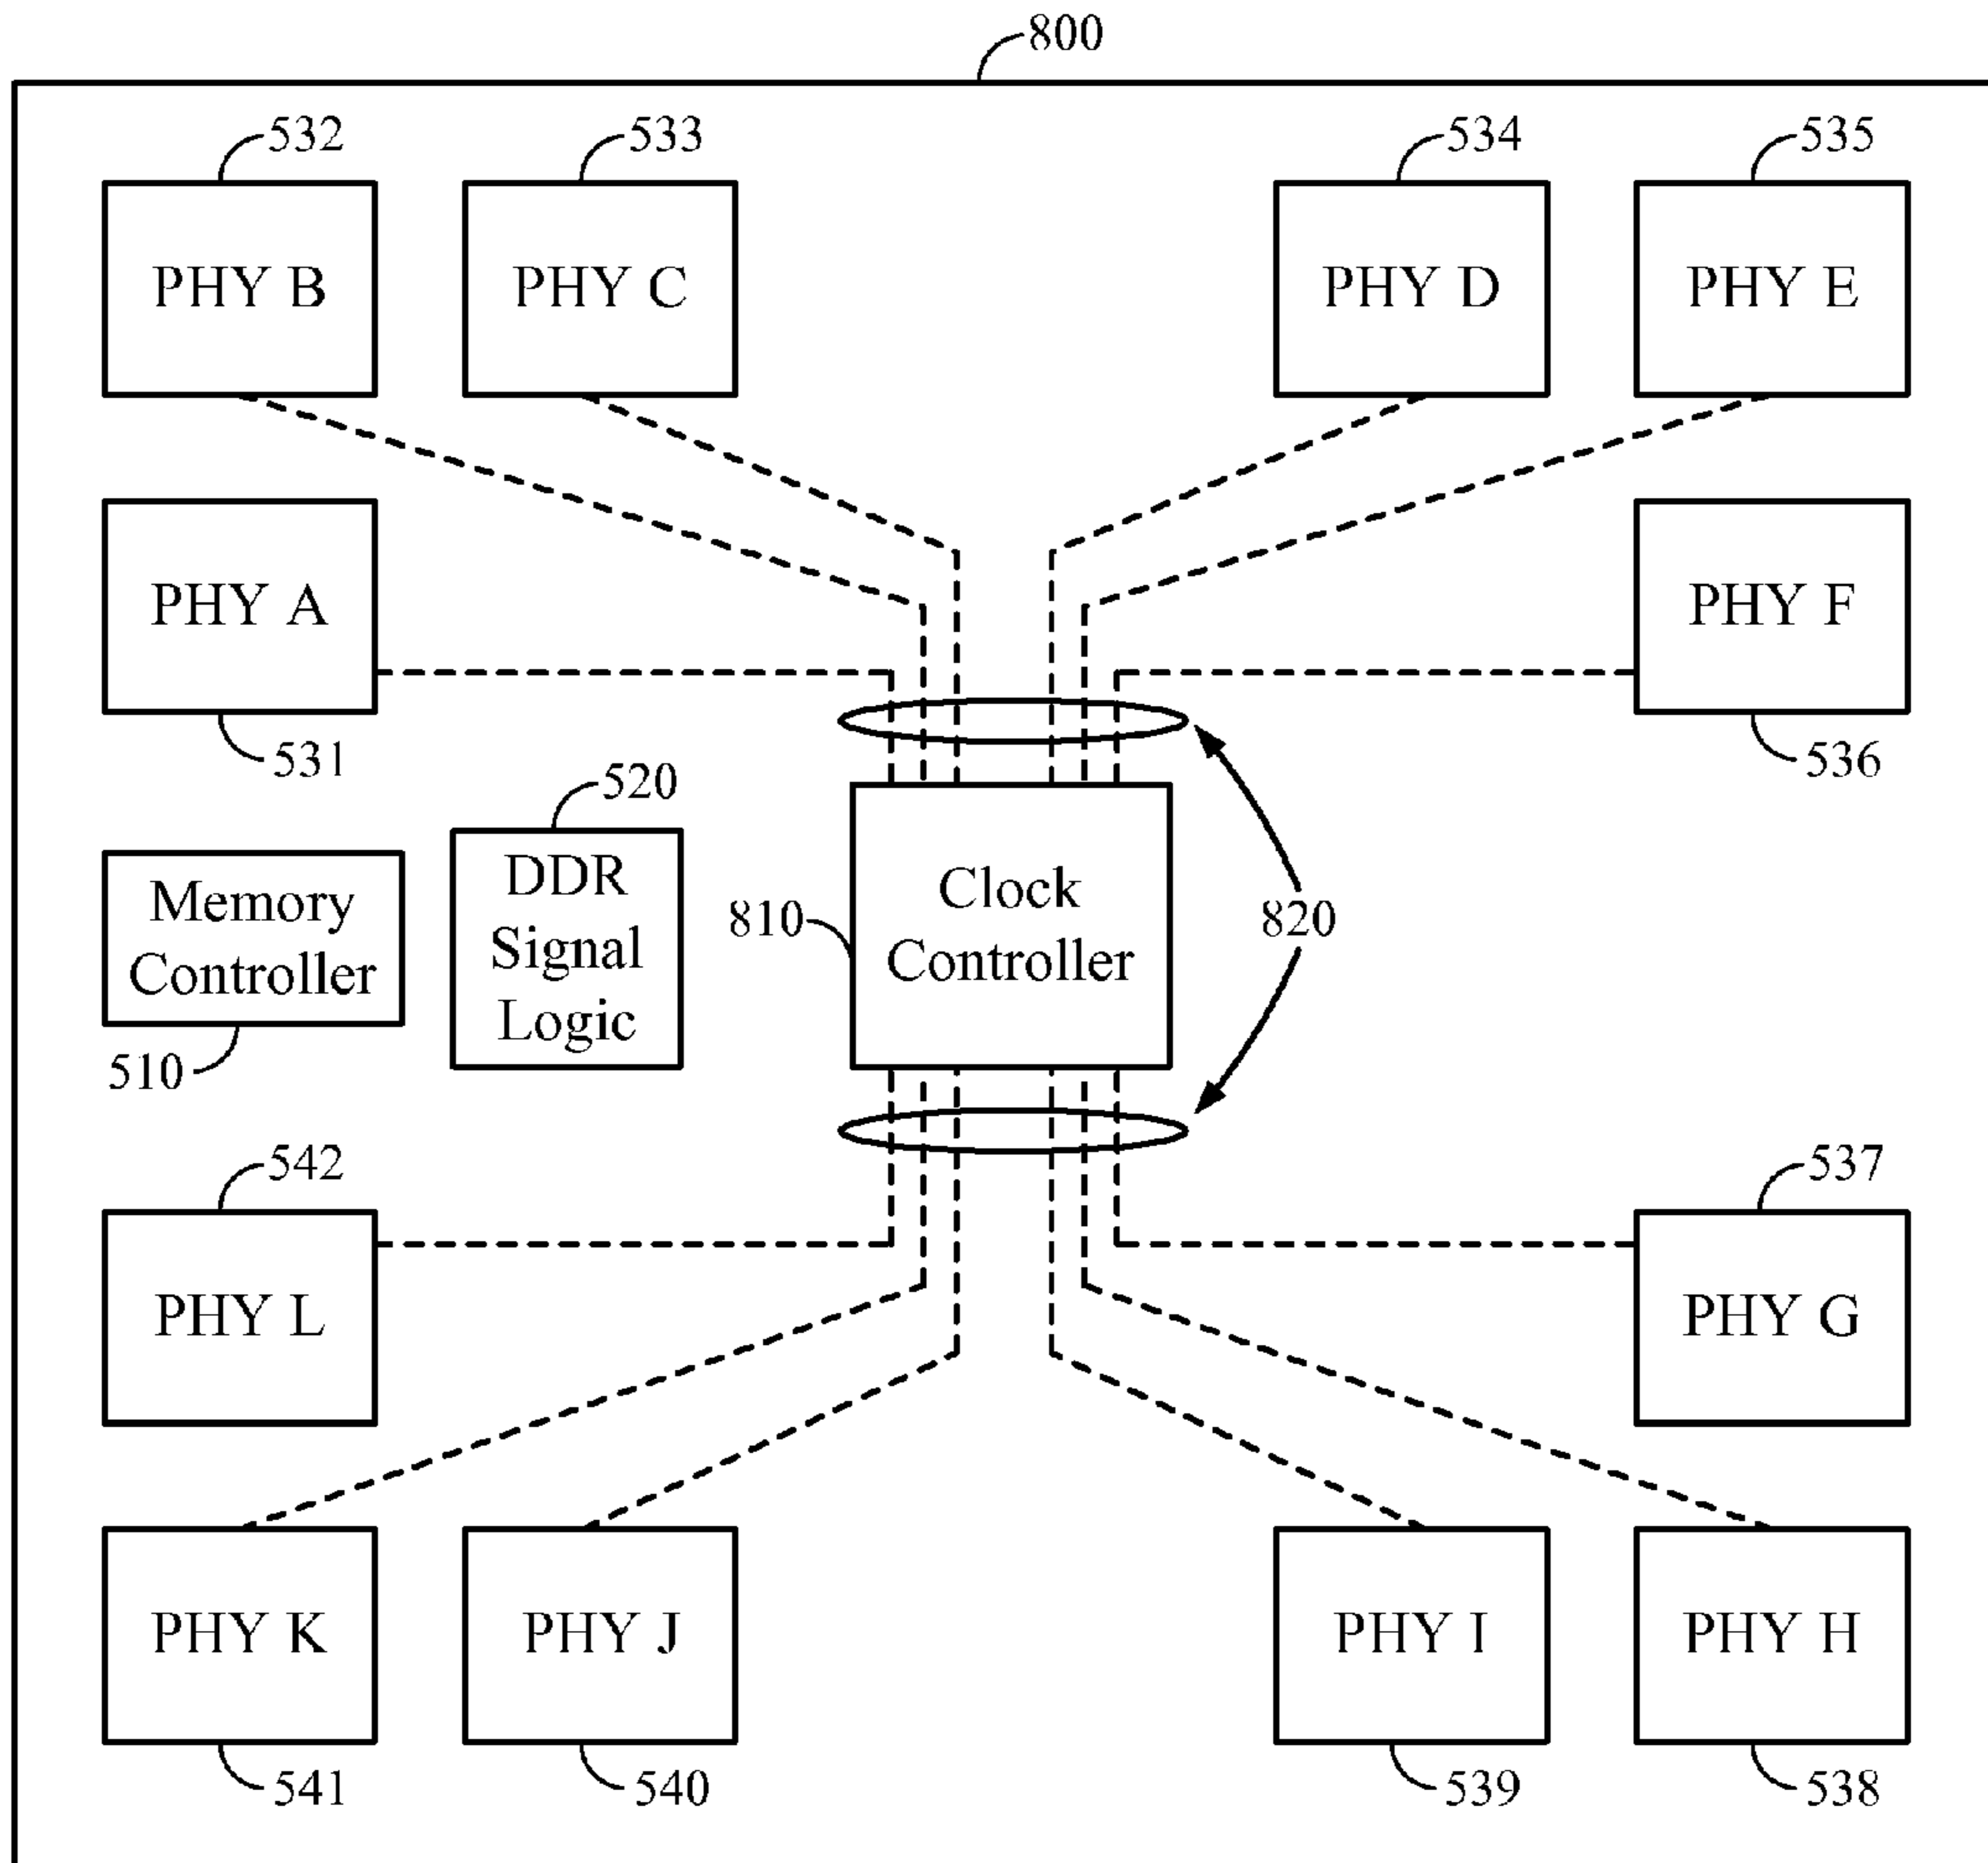 800
532
533
534
535
PHY B
PHY C
PHY D
PHY E
PHY A
PHY F
531
536
520
DDR
Signal
Logic
Memory
Controller
510
810
Clock
Controller
820
542
537
PHY L
PHY G
PHY K
PHY J
PHY I
PHY H
541
540
539
538